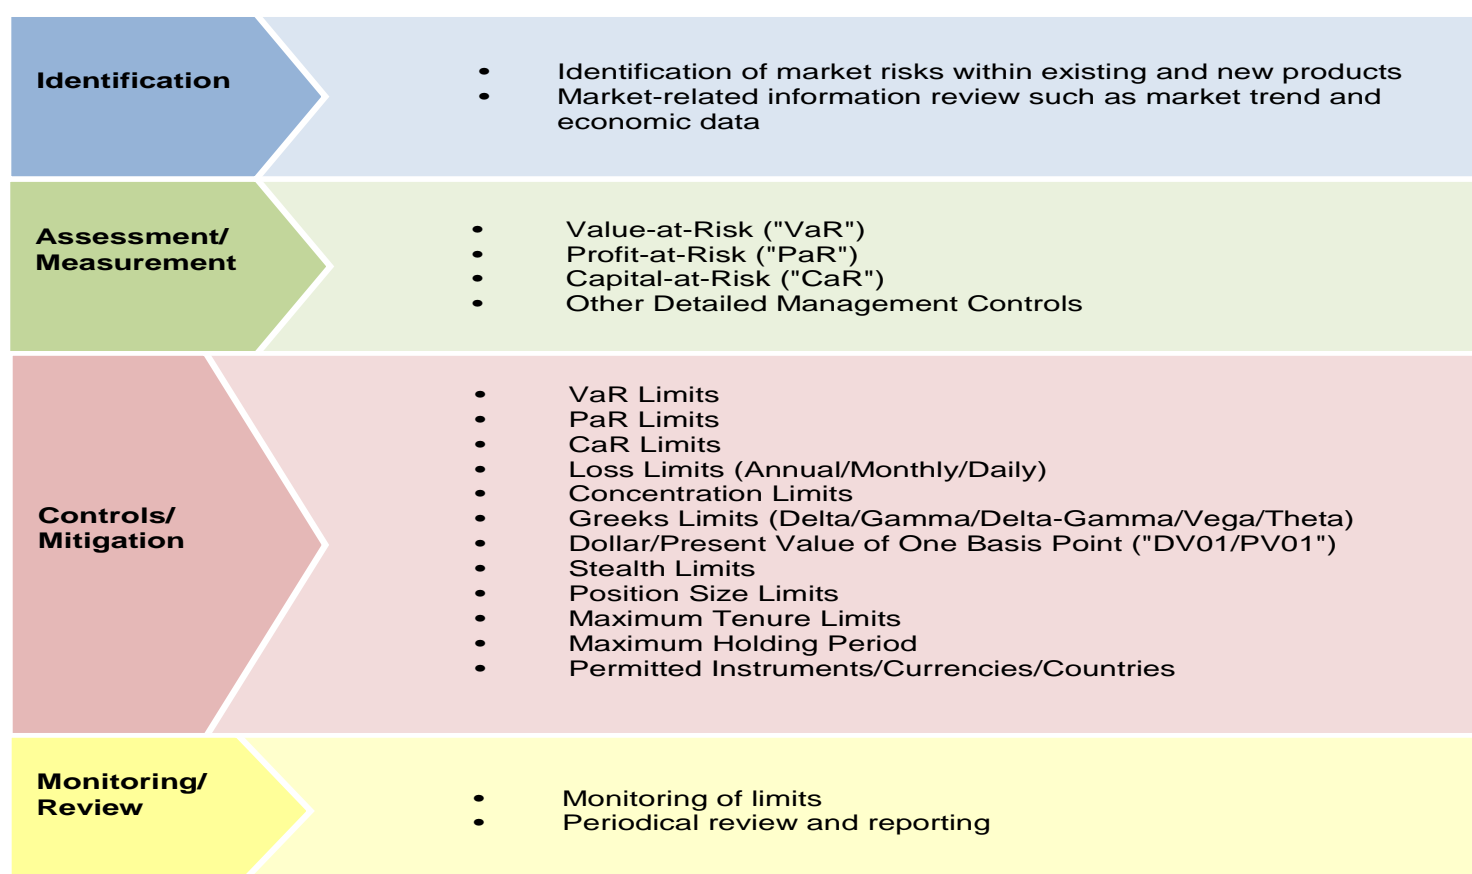 Identification
• Identification of market risks within existing and new products
• Market-related information review such as market trend and
economic data
Assessment/
Measurement
• Value-at-Risk ("VaR")
• Profit-at-Risk ("PaR")
• Capital-at-Risk ("CaR")
• Other Detailed Management Controls
Controls/
Mitigation
• VaR Limits
• PaR Limits
• CaR Limits
• Loss Limits (Annual/Monthly/Daily)
• Concentration Limits
• Greeks Limits (Delta/Gamma/Delta-Gamma/Vega/Theta)
• Dollar/Present Value of One Basis Point ("DV01/PV01")
• Stealth Limits
• Position Size Limits
• Maximum Tenure Limits
• Maximum Holding Period
• Permitted Instruments/Currencies/Countries
Monitoring/
Review
• Monitoring of limits
• Periodical review and reporting